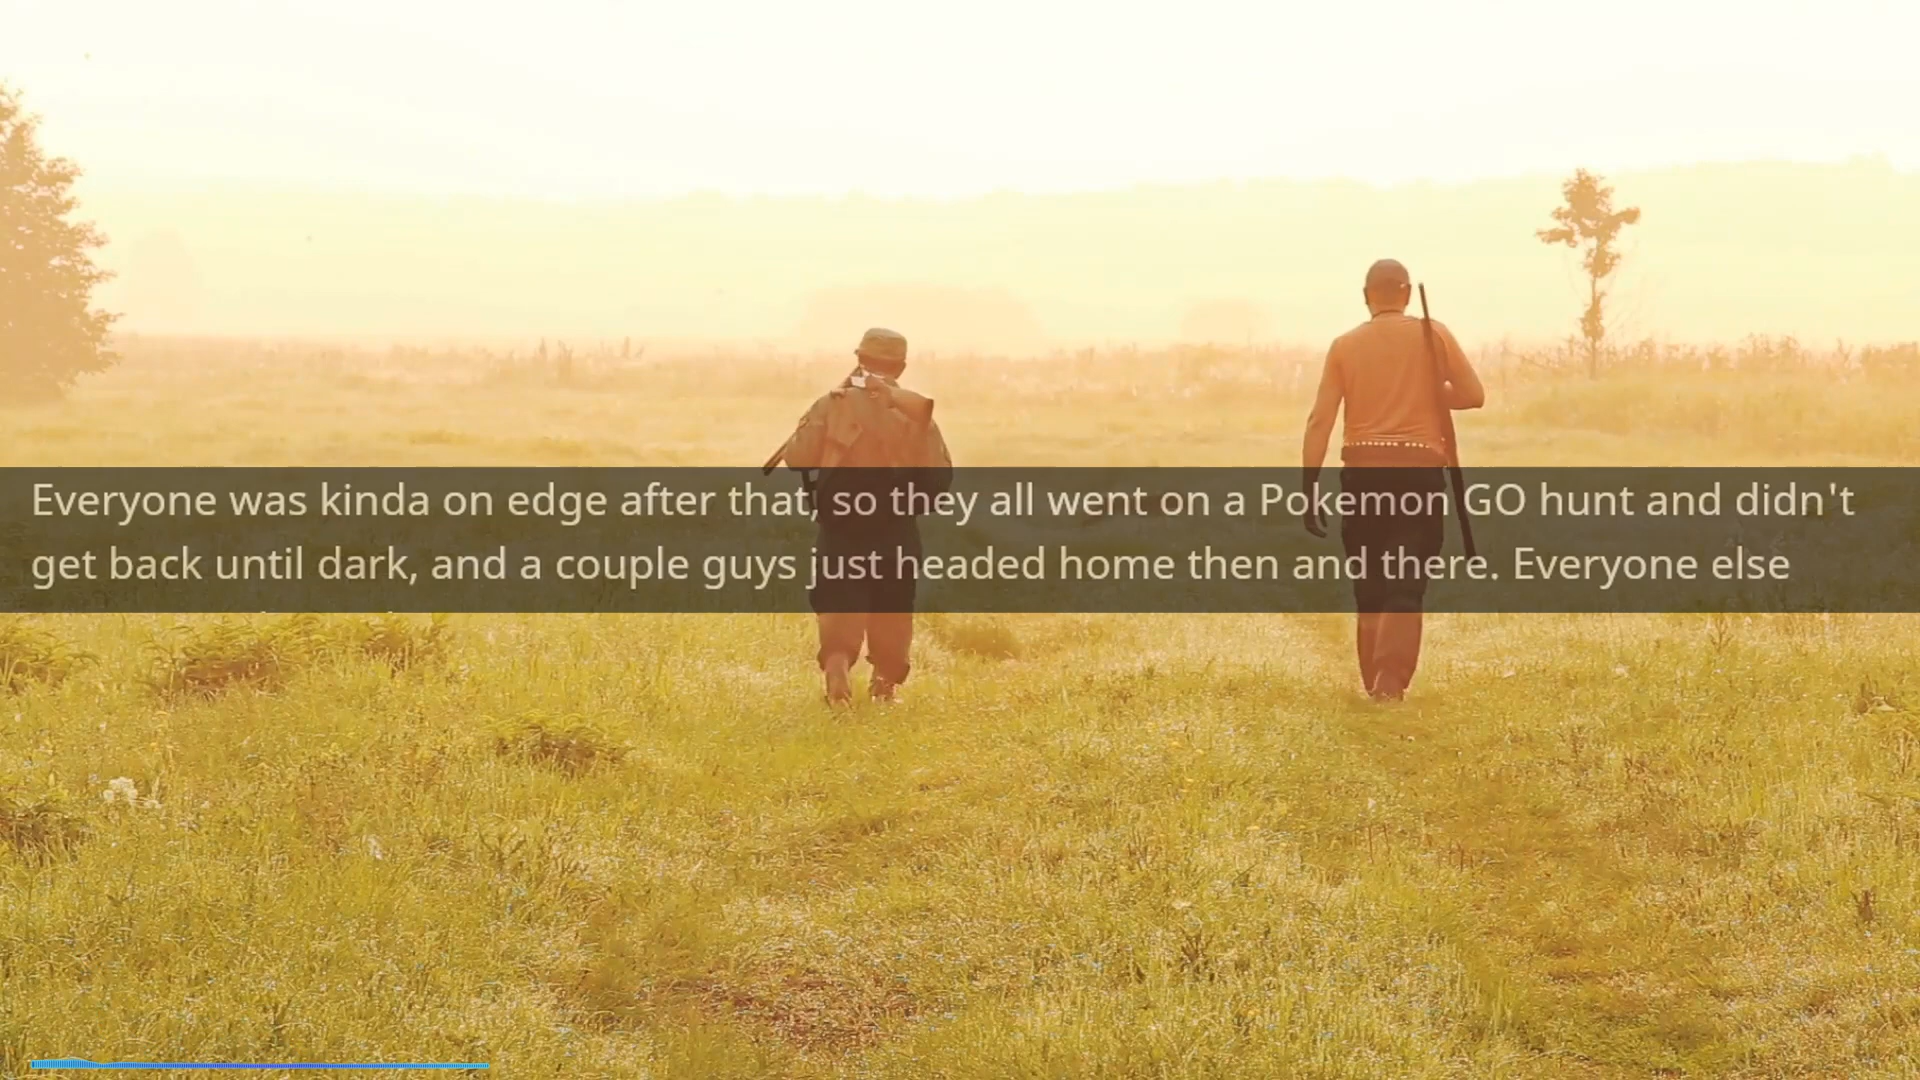 Everyone was kinda on edge after that, so they all went on a Pokemon GO hunt and didn't
get back until dark, and a couple guys just headed home then and there. Everyone else